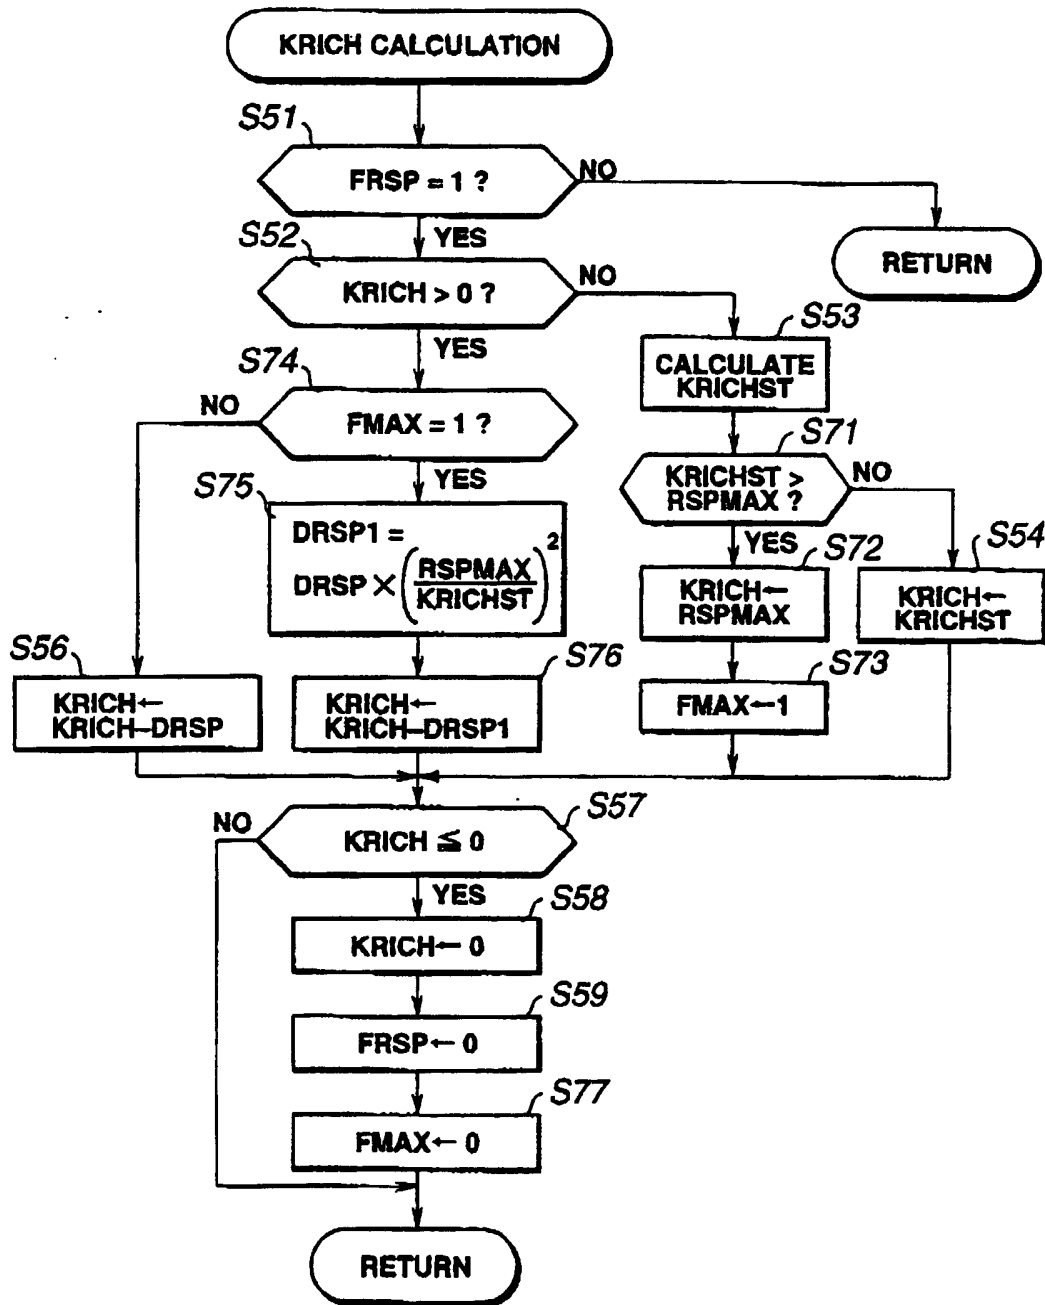 KRICH CALCULATION
S51
FRSP = 1 ?
NO
YES
RETURN
S52
KRICH > 0 ?
NO
YES
S53
CALCULATE
KRICHST
S74
NO
FMAX = 1 ?
YES
S71
KRICHST >
RSPMAX ?
NO
YES
S75
DRSP1 =
DRSP × (RSPMAX/KRICHST)²
S72
KRICH←
RSPMAX
S54
KRICH←
KRICHST
S56
KRICH←
KRICH–DRSP
S76
KRICH←
KRICH–DRSP1
S73
FMAX←1
S57
NO
KRICH ≦ 0
YES
S58
KRICH← 0
S59
FRSP← 0
S77
FMAX← 0
RETURN